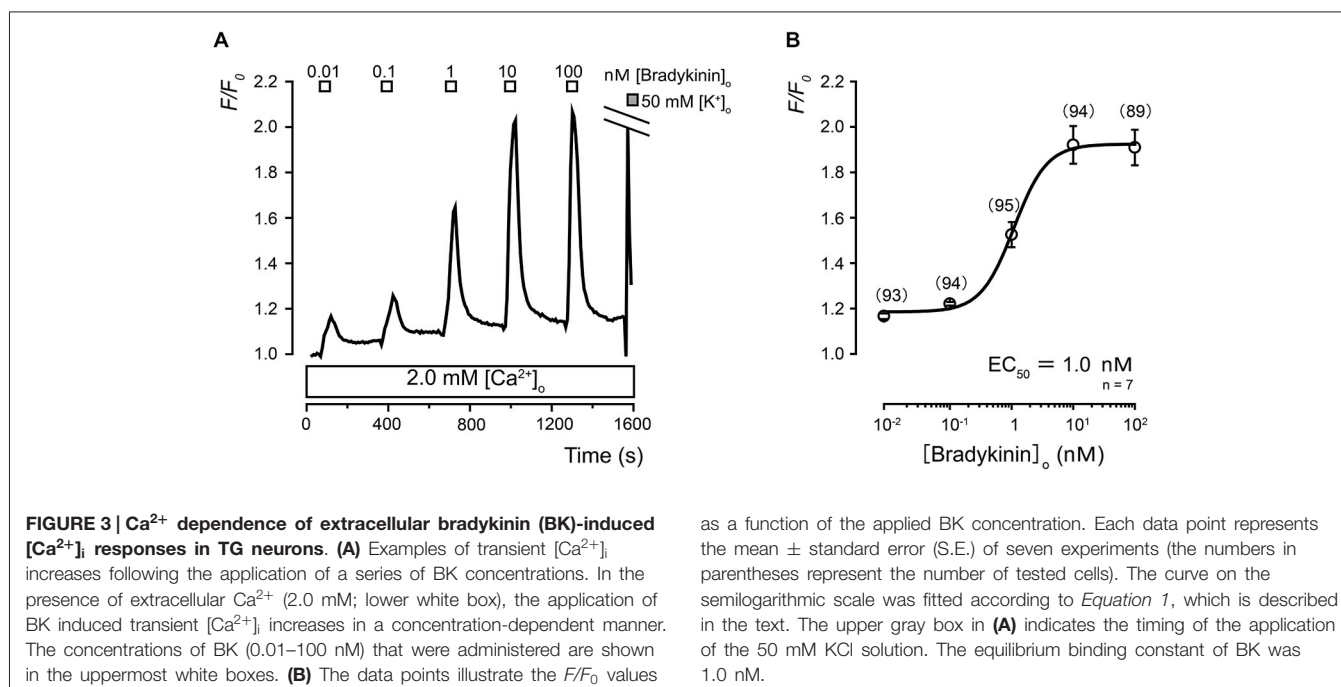 A
0.01 0.1 1 10 100 nM [Bradykinin]ₒ
50 mM [K⁺]ₒ
F/F₀
2.2
2.0
1.8
1.6
1.4
1.2
1.0
2.0 mM [Ca²⁺]ₒ
0 400 800 1200 1600
Time (s)
B
F/F₀
2.2
2.0
1.8
1.6
1.4
1.2
1.0
(93)
(94)
(95)
(94)
(89)
EC₅₀ = 1.0 nM
n = 7
10⁻² 10⁻¹ 1 10¹ 10²
[Bradykinin]ₒ (nM)
FIGURE 3 | Ca²⁺ dependence of extracellular bradykinin (BK)-induced
[Ca²⁺]ᵢ responses in TG neurons. (A) Examples of transient [Ca²⁺]ᵢ
increases following the application of a series of BK concentrations. In the
presence of extracellular Ca²⁺ (2.0 mM; lower white box), the application of
BK induced transient [Ca²⁺]ᵢ increases in a concentration-dependent manner.
The concentrations of BK (0.01–100 nM) that were administered are shown
in the uppermost white boxes. (B) The data points illustrate the F/F₀ values
as a function of the applied BK concentration. Each data point represents
the mean ± standard error (S.E.) of seven experiments (the numbers in
parentheses represent the number of tested cells). The curve on the
semilogarithmic scale was fitted according to Equation 1, which is described
in the text. The upper gray box in (A) indicates the timing of the application
of the 50 mM KCl solution. The equilibrium binding constant of BK was
1.0 nM.